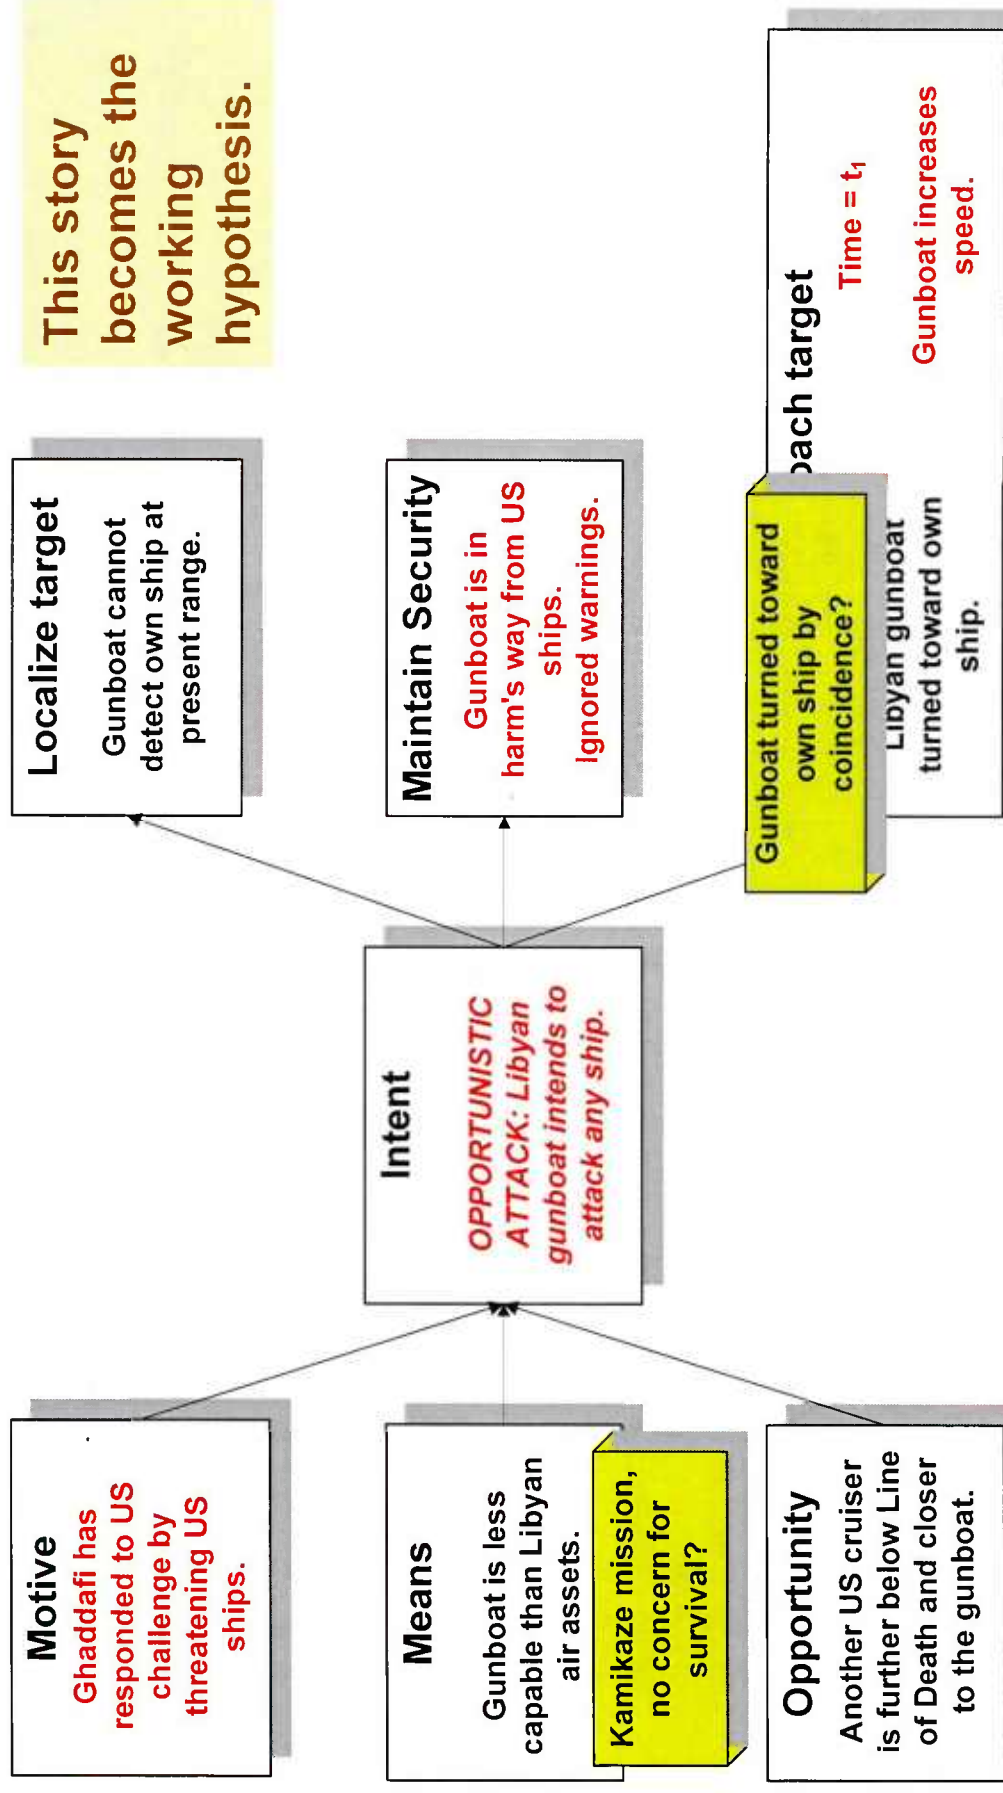 Motive
Ghaddafi has
responded to US
challenge by
threatening US
ships.
Means
Gunboat is less
capable than Libyan
air assets.
Kamikaze mission,
no concern for
survival?
Opportunity
Another US cruiser
is further below Line
of Death and closer
to the gunboat.
Intent
OPPORTUNISTIC
ATTACK: Libyan
gunboat intends to
attack any ship.
Localize target
Gunboat cannot
detect own ship at
present range.
Maintain Security
Gunboat is in
harm's way from US
ships.
Ignored warnings.
Gunboat turned toward
own ship by
coincidence?
oach target
Libyan gunboat
turned toward own
ship.
Time = t₁
Gunboat increases
speed.
This story
becomes the
working
hypothesis.